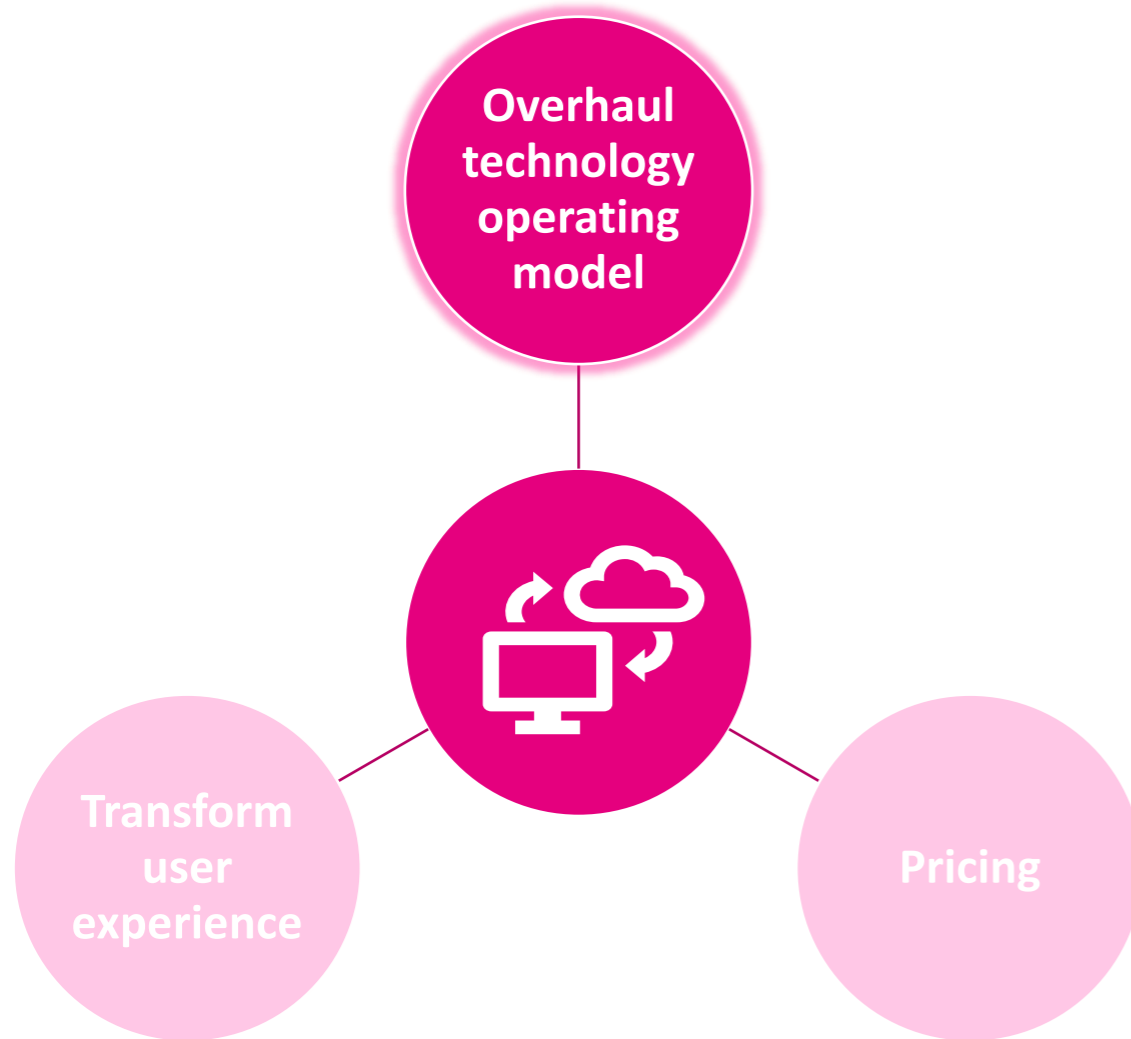 Overhaul
technology
operating
model
Transform
user
experience
Pricing